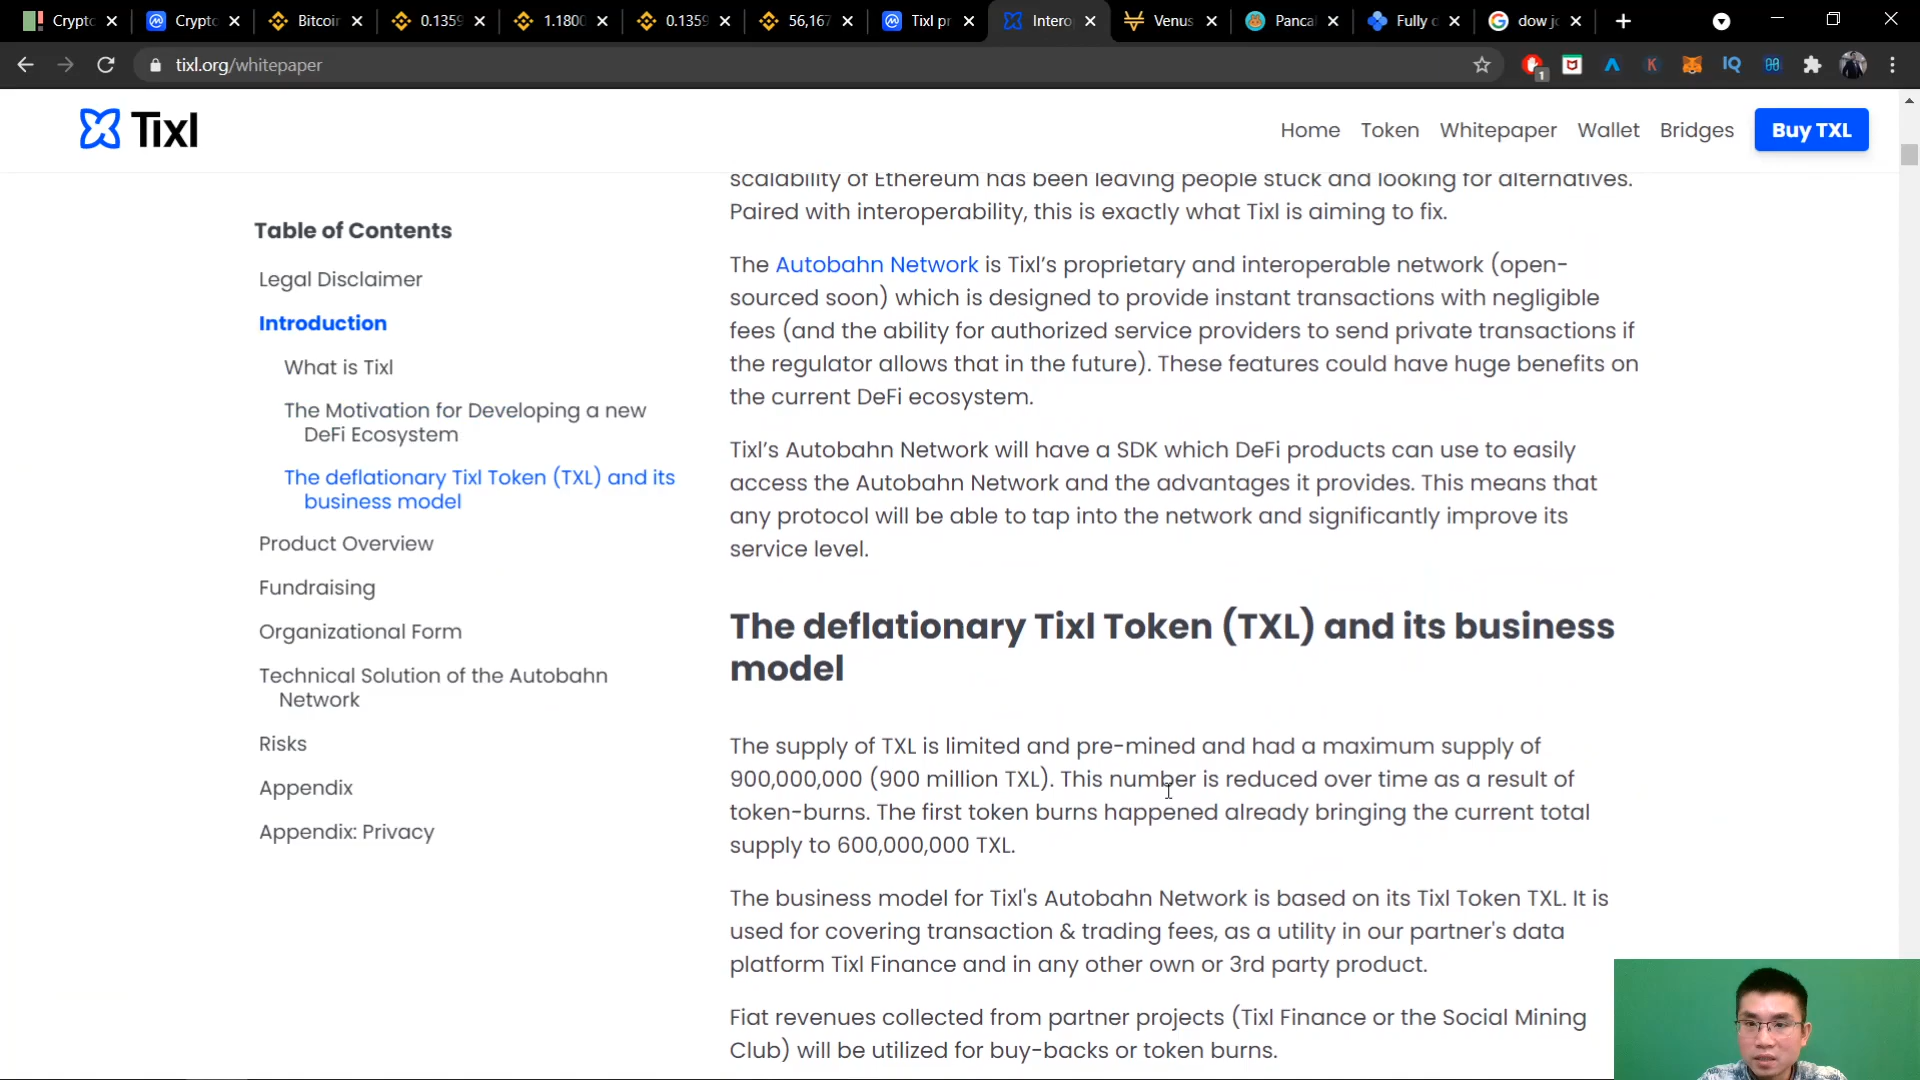 Crypto
Crypto
Bitcoin
0.1359
1.1800
0.1359
56,167
Tixl pr
Intero
Venus
Panca
Fully
dow jo
tixl.org/whitepaper
1
K
IQ
Tixl
Home
Token
Whitepaper
Wallet
Bridges
Buy TXL
Table of Contents
Legal Disclaimer
Introduction
What is Tixl
The Motivation for Developing a new
DeFi Ecosystem
The deflationary Tixl Token (TXL) and its
business model
Product Overview
Fundraising
Organizational Form
Technical Solution of the Autobahn
Network
Risks
Appendix
Appendix: Privacy
scalability of Ethereum has been leaving people stuck and looking for alternatives.
Paired with interoperability, this is exactly what Tixl is aiming to fix.
The Autobahn Network is Tixl’s proprietary and interoperable network (open-
sourced soon) which is designed to provide instant transactions with negligible
fees (and the ability for authorized service providers to send private transactions if
the regulator allows that in the future). These features could have huge benefits on
the current DeFi ecosystem.
Tixl’s Autobahn Network will have a SDK which DeFi products can use to easily
access the Autobahn Network and the advantages it provides. This means that
any protocol will be able to tap into the network and significantly improve its
service level.
The deflationary Tixl Token (TXL) and its business
model
The supply of TXL is limited and pre-mined and had a maximum supply of
900,000,000 (900 million TXL). This number is reduced over time as a result of
token-burns. The first token burns happened already bringing the current total
supply to 600,000,000 TXL.
The business model for Tixl's Autobahn Network is based on its Tixl Token TXL. It is
used for covering transaction & trading fees, as a utility in our partner's data
platform Tixl Finance and in any other own or 3rd party product.
Fiat revenues collected from partner projects (Tixl Finance or the Social Mining
Club) will be utilized for buy-backs or token burns.